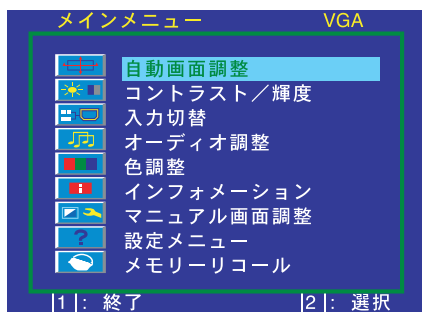 メインメニュー VGA
自動画面調整
コントラスト／輝度
入力切替
オーディオ調整
色調整
インフォメーション
マニュアル画面調整
設定メニュー
メモリーリコール
|1|: 終了 |2|: 選択